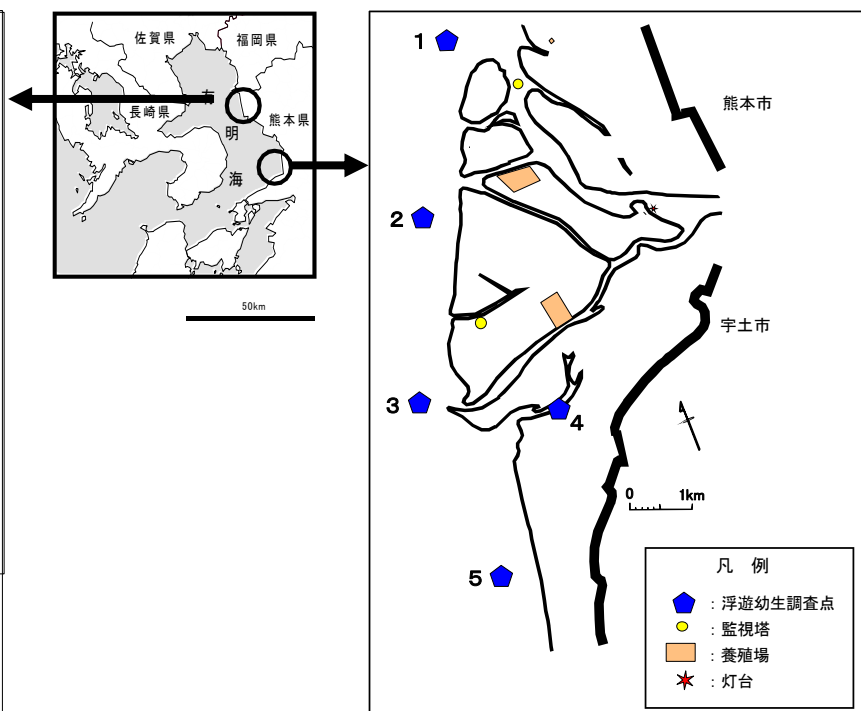 佐賀県
福岡県
長崎県
有
明
海
熊本県
50km
1
2
3
4
5
熊本市
宇土市
0 1km
凡 例
：浮遊幼生調査点
：監視塔
：養殖場
：灯台